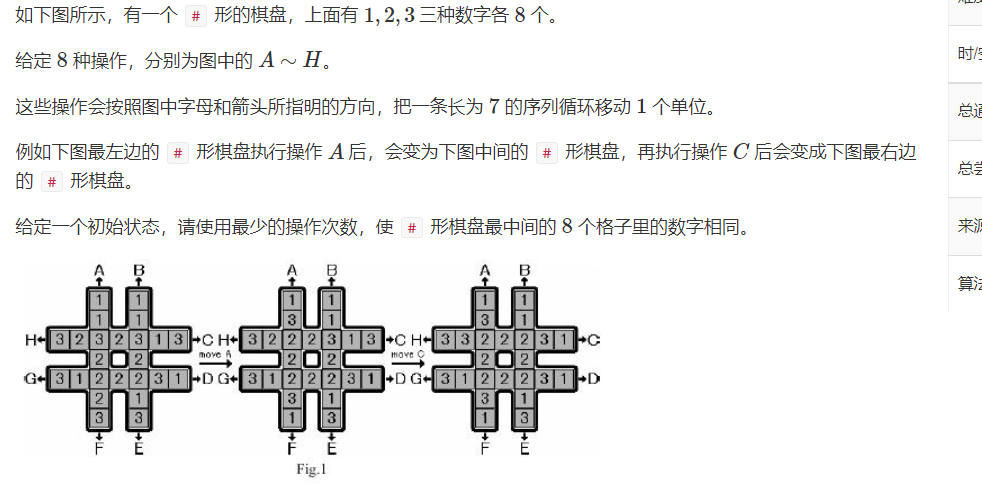 如下图所示，有一个 # 形的棋盘，上面有 1,2,3 三种数字各 8 个。
给定 8 种操作，分别为图中的 A ∼ H。
这些操作会按照图中字母和箭头所指明的方向，把一条长为 7 的序列循环移动 1 个单位。
例如下图最左边的 # 形棋盘执行操作 A 后，会变为下图中间的 # 形棋盘，再执行操作 C 后会变成下图最右边
的 # 形棋盘。
给定一个初始状态，请使用最少的操作次数，使 # 形棋盘最中间的 8 个格子里的数字相同。
时/
总
总
来源
算法
A B A B A B
1 1 1 1 1 1
1 1 3 1 3 1
H 3 2 3 2 3 1 3 C H 3 2 2 2 3 1 3 C H 3 3 2 2 2 3 1 C
move A move C
2 2 2 2 2 2
G 3 1 2 2 2 3 1 D G 3 1 2 2 2 3 1 D G 3 1 2 2 2 3 1 D
2 1 3 1 3 1
3 3 1 3 1 3
F E F E F E
Fig.1